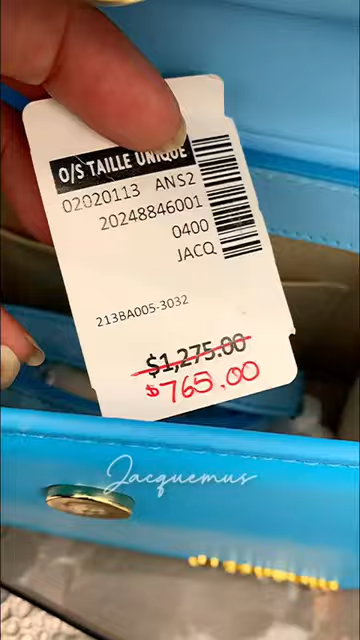 O/S TAILLE UNIQUE
02020113 ANS2
20248846001
0400
JACQ
213BA005-3032
$1,275.00
$765.00
Jacquemus